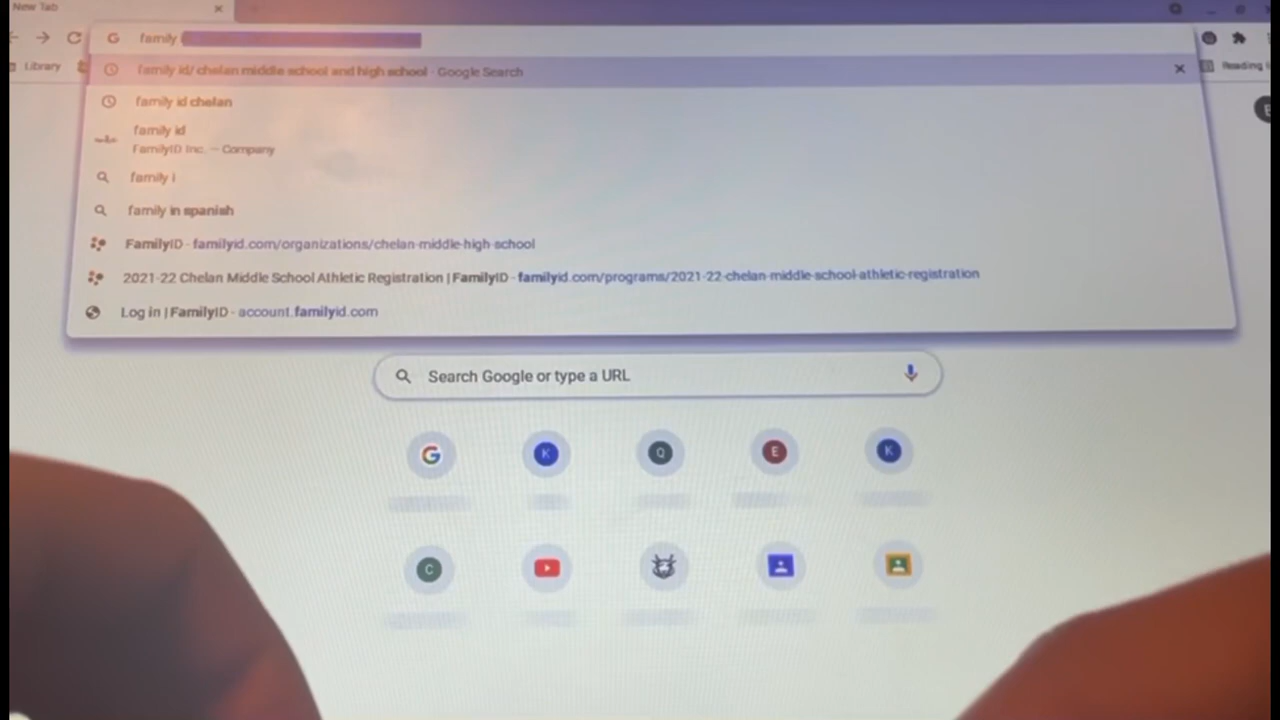 New Tab
family i
Library
Reading
family id/ chelan middle school and high school - Google Search
family id chelan
family id
FamilyID Inc. – Company
family i
family in spanish
FamilyID - familyid.com/organizations/chelan-middle-high-school
2021-22 Chelan Middle School Athletic Registration | FamilyID - familyid.com/programs/2021-22-chelan-middle-school-athletic-registration
Log in | FamilyID - account.familyid.com
Search Google or type a URL
K
Q
E
K
C